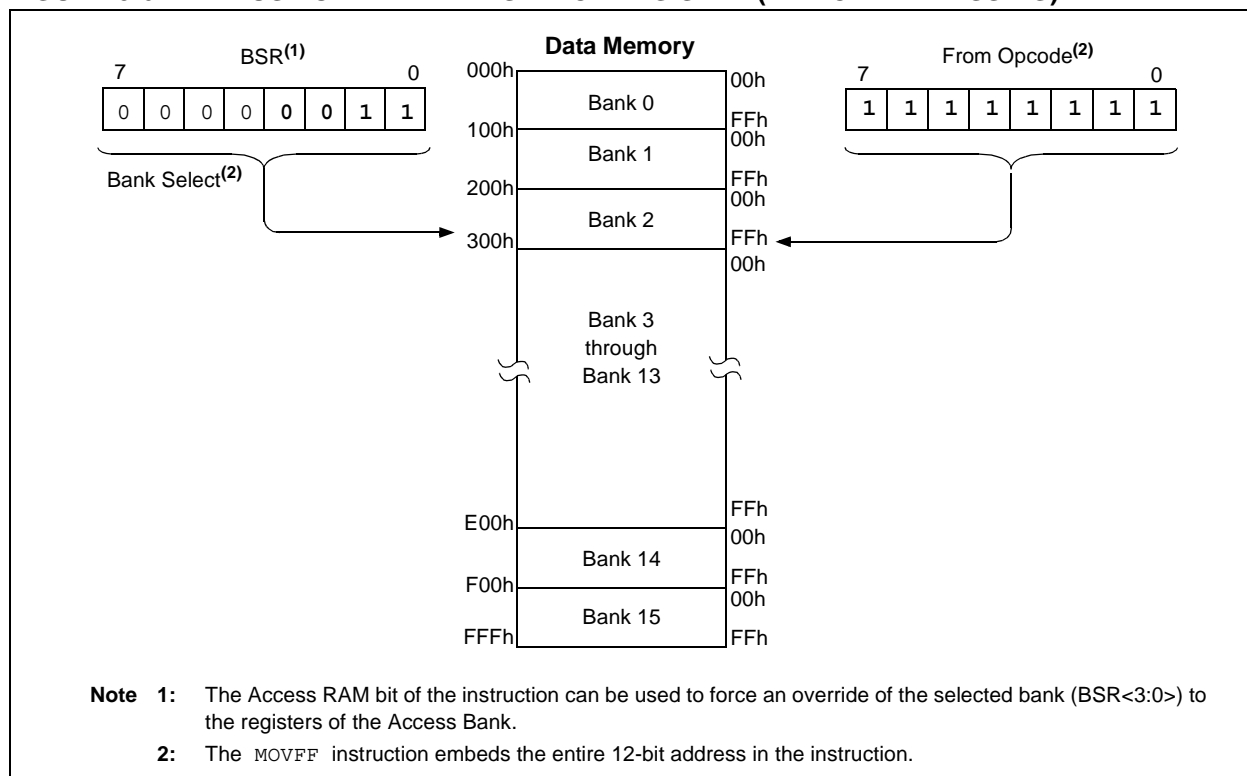 Data Memory
BSR(1)
7 0
0 0 0 0 0 0 1 1
Bank Select(2)
From Opcode(2)
7 0
1 1 1 1 1 1 1 1
000h 00h
Bank 0
FFh
100h 00h
Bank 1
FFh
200h 00h
Bank 2
FFh
300h 00h
Bank 3
through
Bank 13
FFh
E00h 00h
Bank 14
FFh
F00h 00h
Bank 15
FFFh FFh
Note 1: The Access RAM bit of the instruction can be used to force an override of the selected bank (BSR<3:0>) to
the registers of the Access Bank.
2: The MOVFF instruction embeds the entire 12-bit address in the instruction.